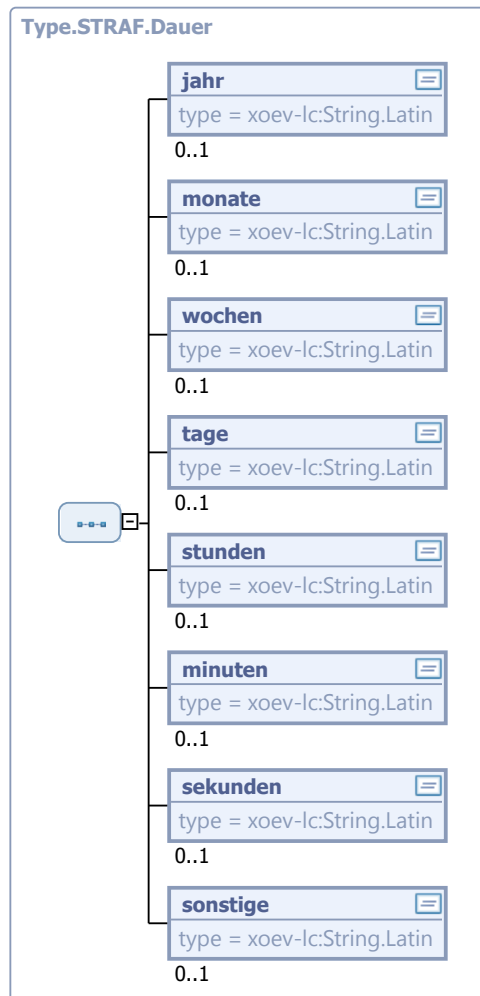 Type.STRAF.Dauer
jahr
type = xoev-lc:String.Latin
0..1
monate
type = xoev-lc:String.Latin
0..1
wochen
type = xoev-lc:String.Latin
0..1
tage
type = xoev-lc:String.Latin
0..1
stunden
type = xoev-lc:String.Latin
0..1
minuten
type = xoev-lc:String.Latin
0..1
sekunden
type = xoev-lc:String.Latin
0..1
sonstige
type = xoev-lc:String.Latin
0..1